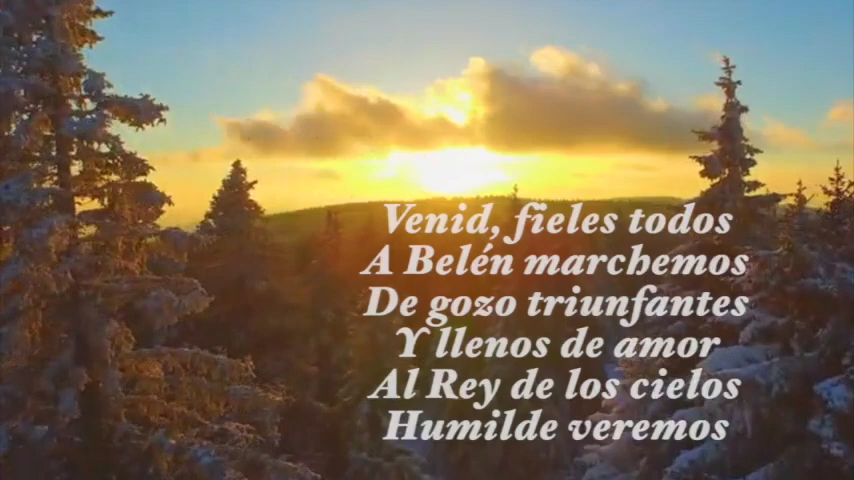 Venid, fieles todos
A Belén marchemos
De gozo triunfantes
Y llenos de amor
Al Rey de los cielos
Humilde veremos